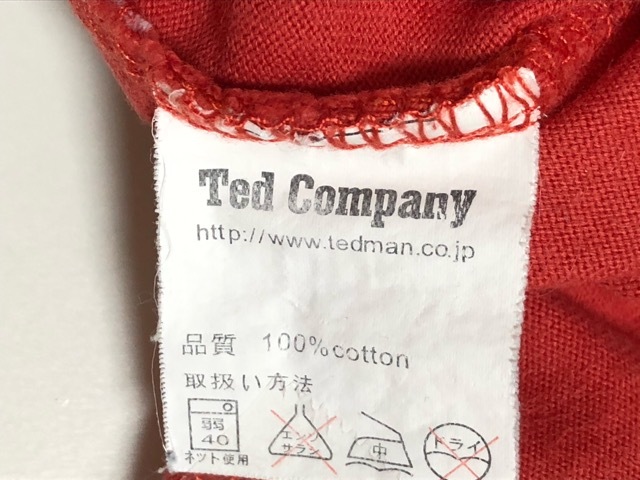 Ted Company
http://www.tedman.co.jp
品質 100%cotton
取扱い方法
弱
40
ネット使用
エンソ
サラシ
中
ドライ